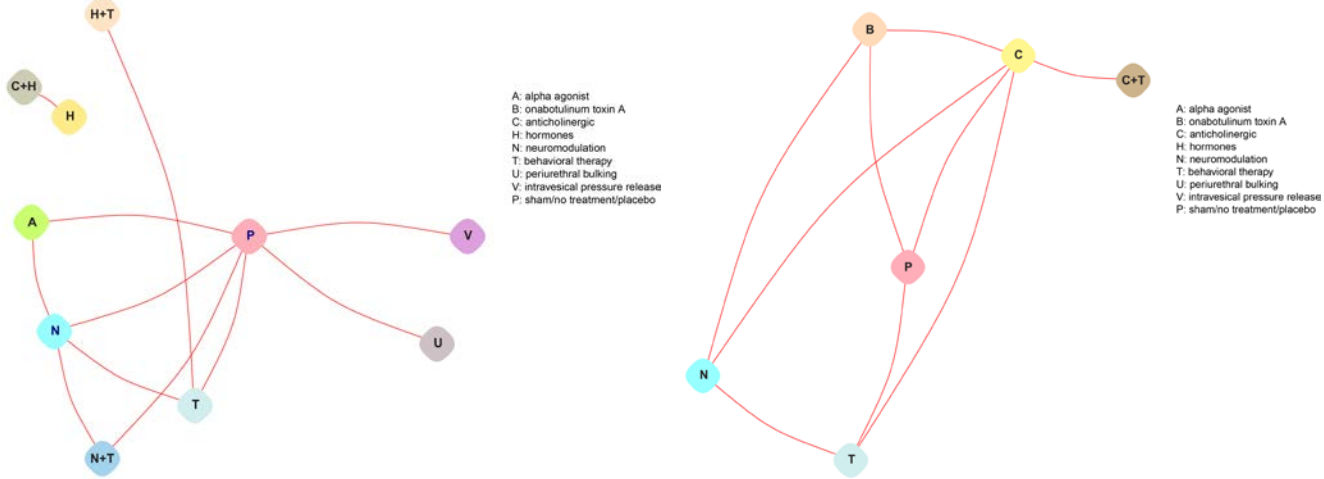 H+T
C+H
H
A
P
V
N
U
T
N+T
A: alpha agonist
B: onabotulinum toxin A
C: anticholinergic
H: hormones
N: neuromodulation
T: behavioral therapy
U: periurethral bulking
V: intravesical pressure release
P: sham/no treatment/placebo
B
C
C+T
P
N
T
A: alpha agonist
B: onabotulinum toxin A
C: anticholinergic
H: hormones
N: neuromodulation
T: behavioral therapy
U: periurethral bulking
V: intravesical pressure release
P: sham/no treatment/placebo